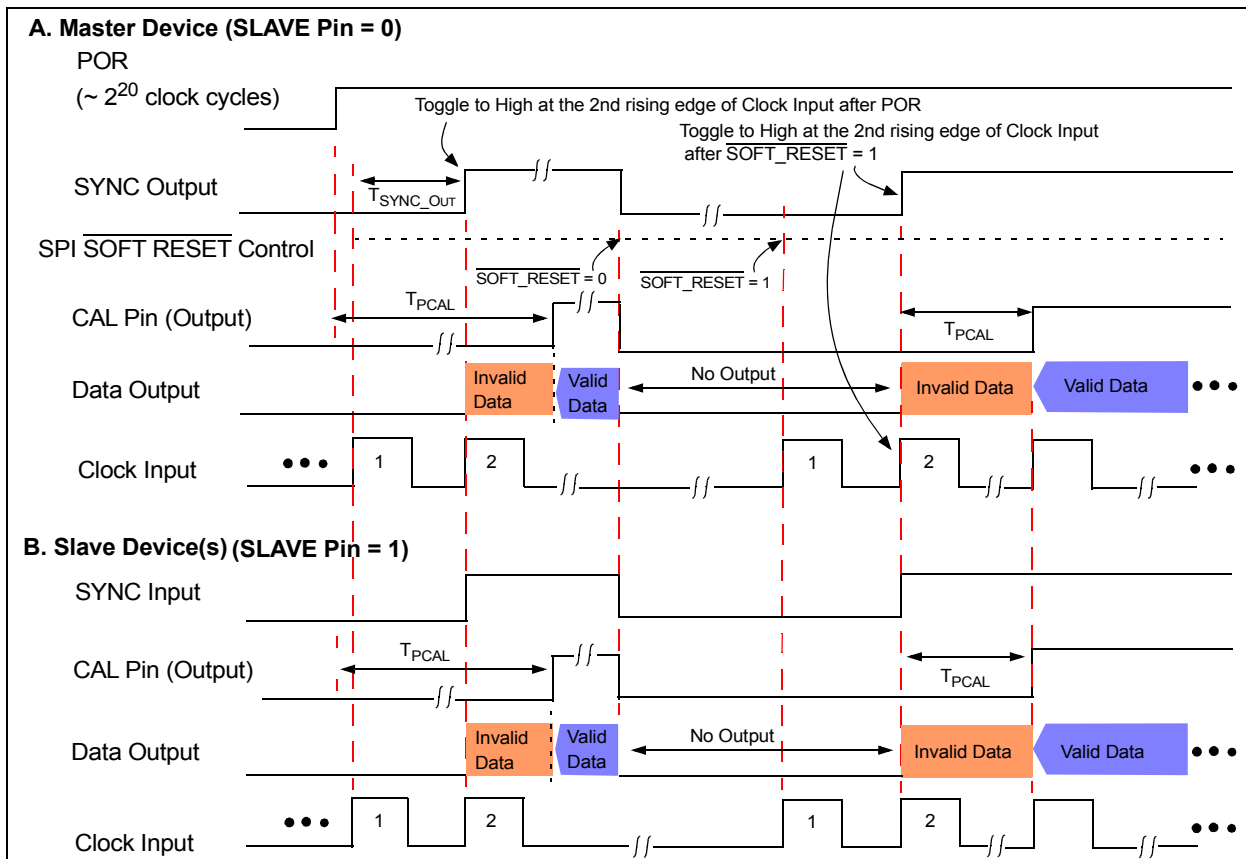 A. Master Device (SLAVE Pin = 0)
POR
(~ 2^20 clock cycles)
Toggle to High at the 2nd rising edge of Clock Input after POR
Toggle to High at the 2nd rising edge of Clock Input
after SOFT_RESET = 1
SYNC Output
T_SYNC_OUT
SPI SOFT RESET Control
SOFT_RESET = 0
SOFT_RESET = 1
CAL Pin (Output)
T_PCAL
T_PCAL
Data Output
Invalid
Data
Valid
Data
No Output
Invalid Data
Valid Data
Clock Input
1
2
1
2
B. Slave Device(s) (SLAVE Pin = 1)
SYNC Input
CAL Pin (Output)
T_PCAL
T_PCAL
Data Output
Invalid
Data
Valid
Data
No Output
Invalid Data
Valid Data
Clock Input
1
2
1
2